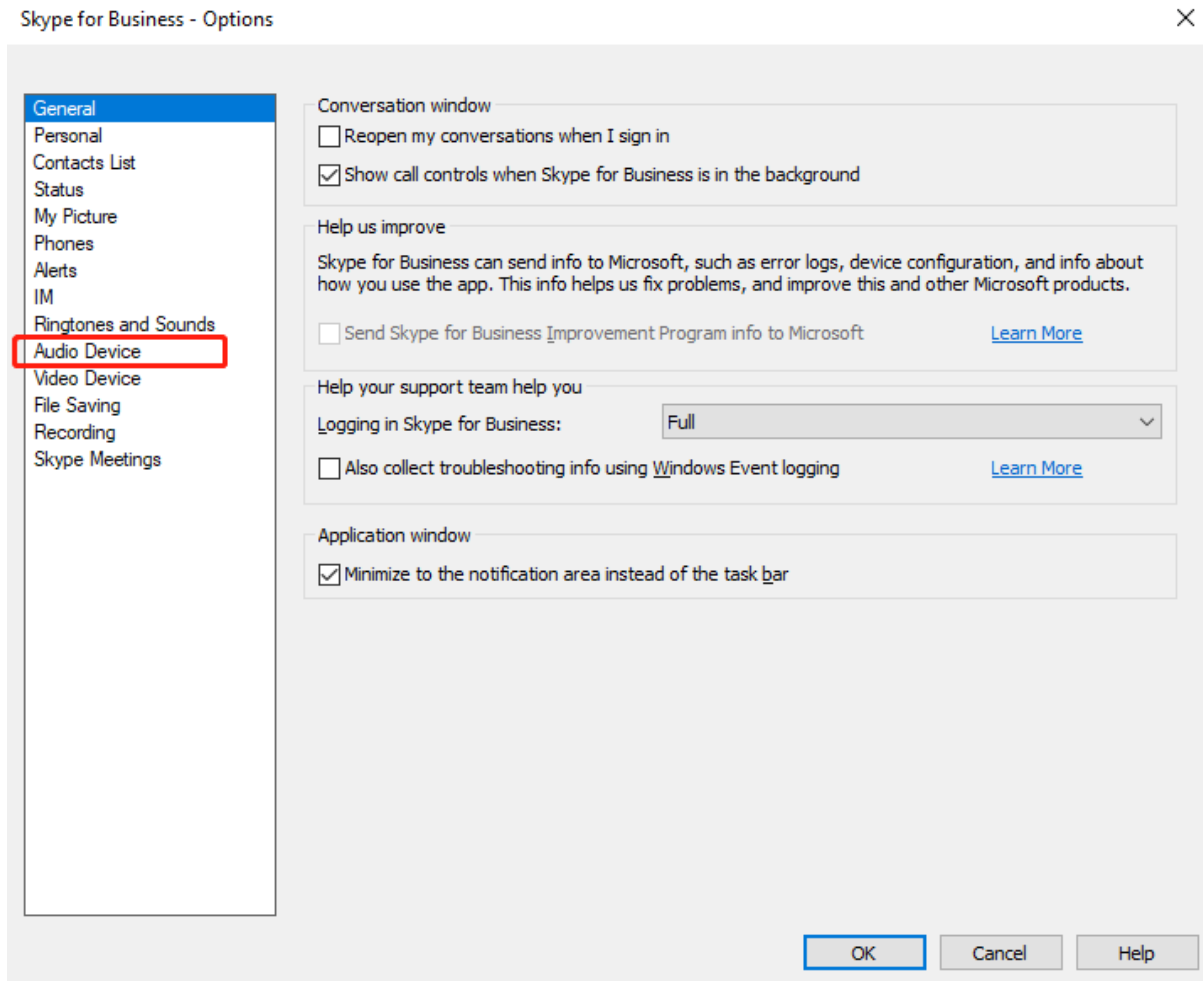 Skype for Business - Options
General
Personal
Contacts List
Status
My Picture
Phones
Alerts
IM
Ringtones and Sounds
Audio Device
Video Device
File Saving
Recording
Skype Meetings
Conversation window
Reopen my conversations when I sign in
Show call controls when Skype for Business is in the background
Help us improve
Skype for Business can send info to Microsoft, such as error logs, device configuration, and info about
how you use the app. This info helps us fix problems, and improve this and other Microsoft products.
Send Skype for Business Improvement Program info to Microsoft Learn More
Help your support team help you
Logging in Skype for Business: Full
Also collect troubleshooting info using Windows Event logging Learn More
Application window
Minimize to the notification area instead of the task bar
OK Cancel Help